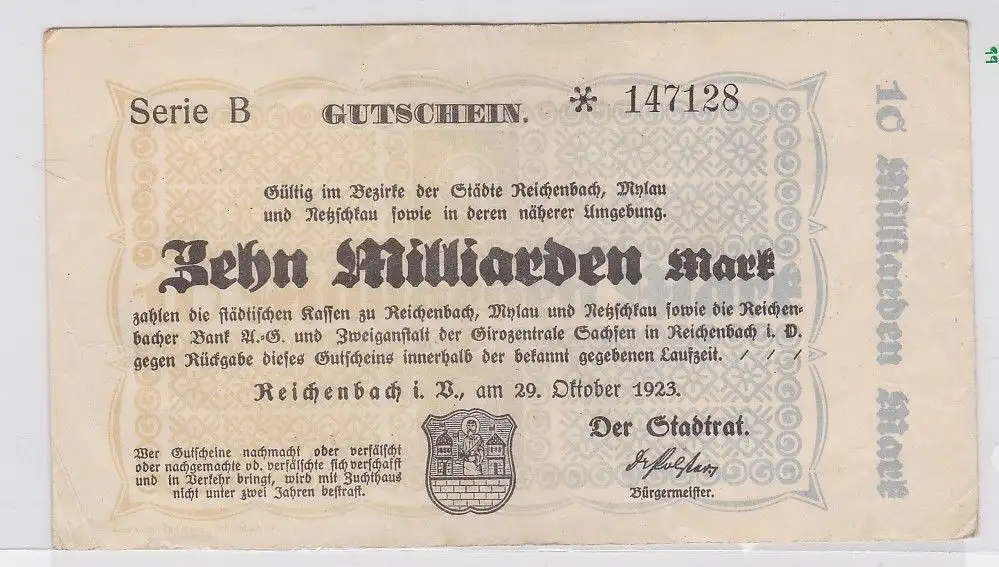 Serie B GUTSCHEIN. * 147128
Gültig im Bezirke der Städte Reichenbach, Mylau
und Netzschkau sowie in deren näherer Umgebung.
Zehn Milliarden Mark
zahlen die städtischen Kassen zu Reichenbach, Mylau und Netzschkau sowie die Reichen-
bacher Bank A.-G. und Zweiganstalt der Girozentrale Sachsen in Reichenbach i. V.
gegen Rückgabe dieses Gutscheins innerhalb der bekannt gegebenen Laufzeit. / / /
Reichenbach i. V., am 29. Oktober 1923.
Der Stadtrat.
Bürgermeister.
Wer Gutscheine nachmacht oder verfälscht
oder nachgemachte od. verfälschte sich verschafft
und in Verkehr bringt, wird mit Zuchthaus
nicht unter zwei Jahren bestraft.
10 Milliarden Mark